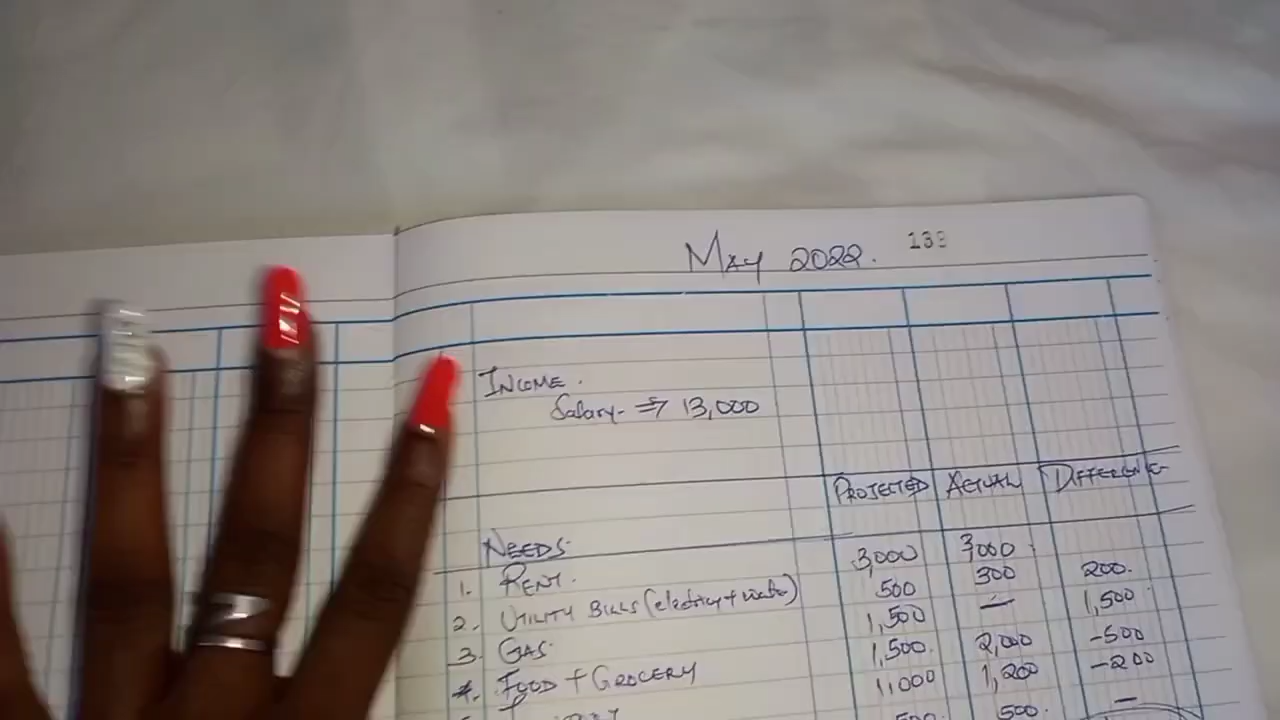 May 2022. 139
INCOME.
Salary ⇒ 13,000
PROJECTED ACTUAL DIFFERENCE
NEEDS.
1. RENT. 3,000 3,000
2. UTILITY BILLS (electricity + water) 500 300 200.
3. GAS. 1,500 — 1,500
4. FOOD + GROCERY 1,500. 2,000 -500
1,000 1,200 -200
500. 500. —